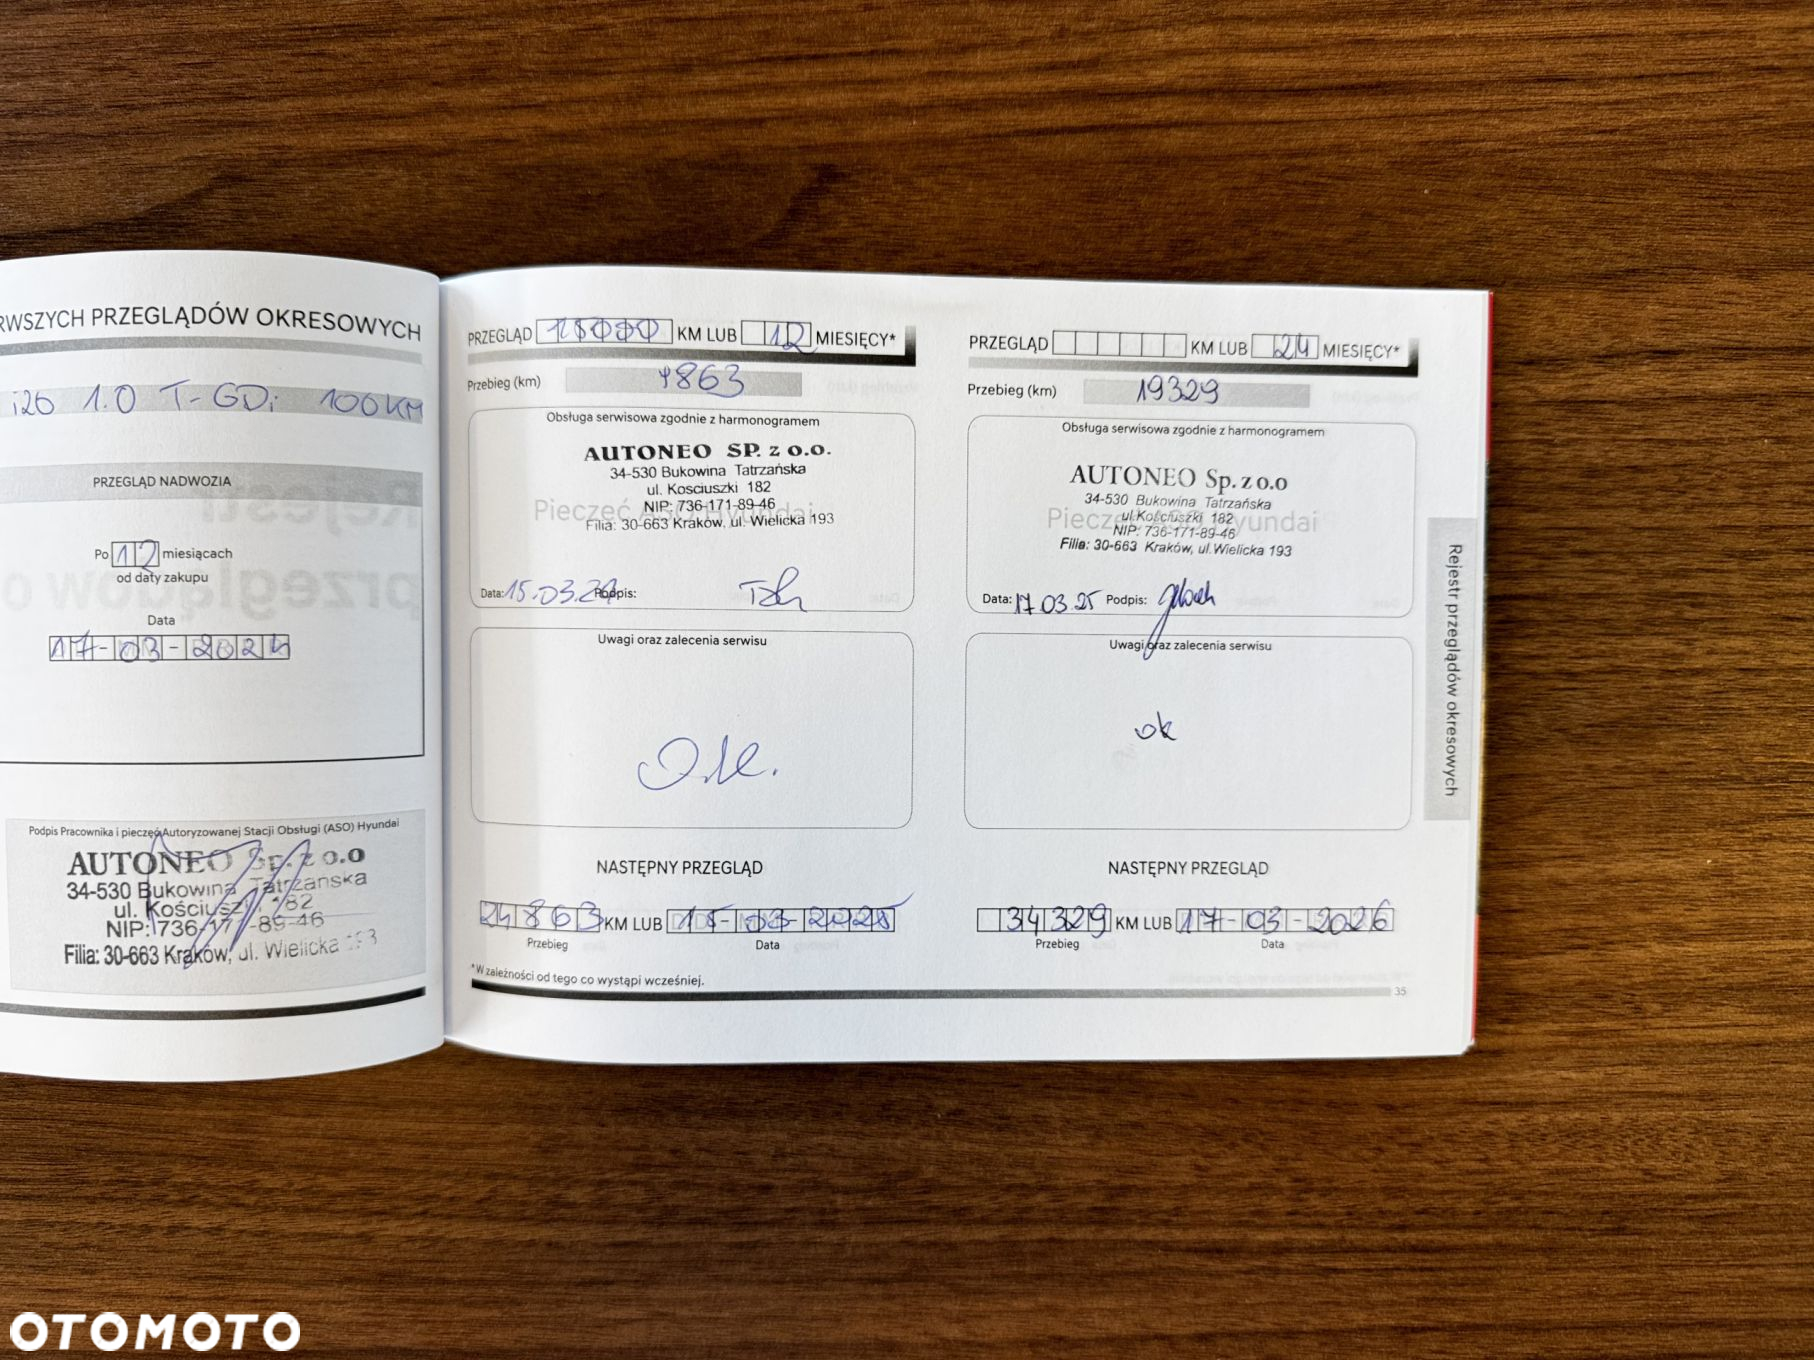 RWSZYCH PRZEGLĄDÓW OKRESOWYCH
i20 1.0 T-GDi 100KM
PRZEGLĄD NADWOZIA
Po 12 miesiącach
od daty zakupu
Data
17-03-2024
Podpis Pracownika i pieczęć Autoryzowanej Stacji Obsługi (ASO) Hyundai
AUTONEO Sp. z o.o
34-530 Bukowina Tatrzańska
ul. Kościuszki 182
NIP: 736-171-89-46
Filia: 30-663 Kraków, ul. Wielicka 193
PRZEGLĄD 15000 KM LUB 12 MIESIĘCY*
Przebieg (km) 9863
Obsługa serwisowa zgodnie z harmonogramem
AUTONEO SP. z o.o.
34-530 Bukowina Tatrzańska
ul. Kosciuszki 182
NIP: 736-171-89-46
Pieczęć ASO Hyundai
Filia: 30-663 Kraków, ul. Wielicka 193
Data: 15.03.24 Podpis:
Uwagi oraz zalecenia serwisu
O.K.
NASTĘPNY PRZEGLĄD
24863 KM LUB 15-03-2025
Przebieg Data
*W zależności od tego co wystąpi wcześniej.
PRZEGLĄD KM LUB 24 MIESIĘCY*
Przebieg (km) 19329
Obsługa serwisowa zgodnie z harmonogramem
AUTONEO Sp. z o.o
34-530 Bukowina Tatrzańska
ul.Kościuszki 182
Pieczęć ASO Hyundai
NIP: 736-171-89-46
Filia: 30-663 Kraków, ul.Wielicka 193
Data: 17.03.25 Podpis:
Uwagi oraz zalecenia serwisu
ok
NASTĘPNY PRZEGLĄD
34329 KM LUB 17-03-2026
Przebieg Data
35
Rejestr przeglądów okresowych
OTOMOTO